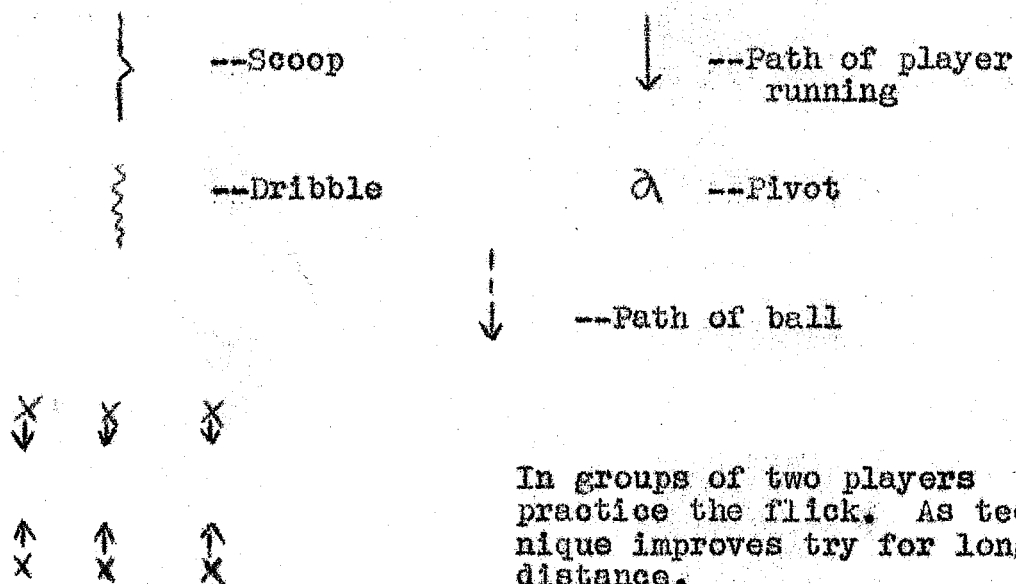 --Scoop
--Path of player
running
--Dribble
--Pivot
--Path of ball
X X X
X X X
In groups of two players
practice the flick. As tec
nique improves try for long
distance.